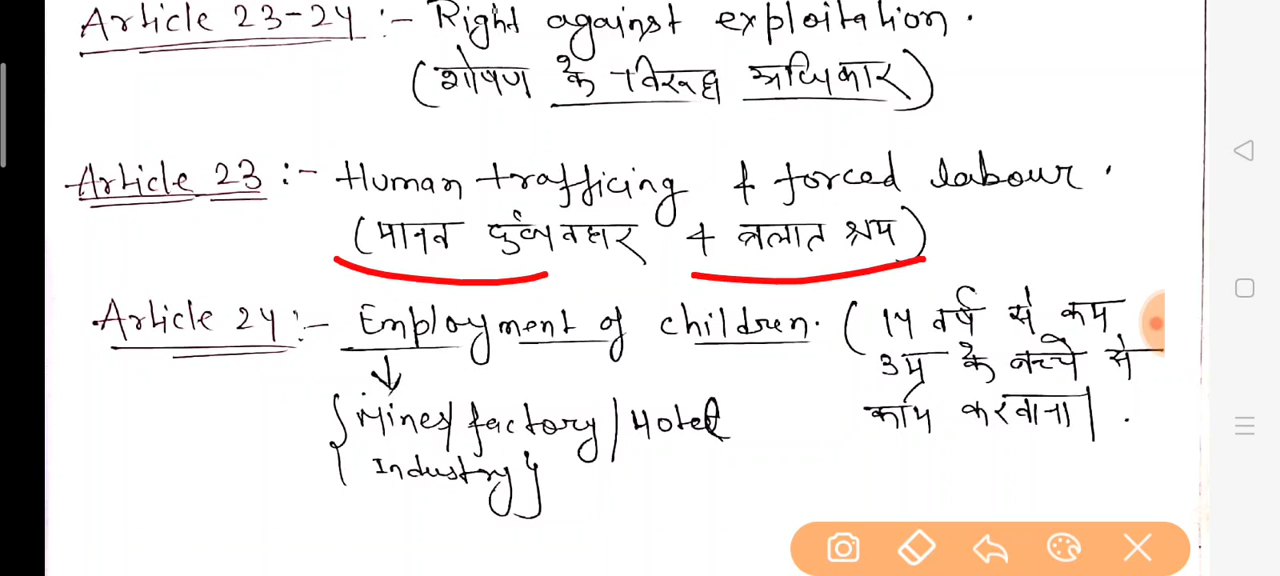 Article 23-24 :- Right against exploitation.
(शोषण के विरुध अधिकार)
Article 23 :- Human trafficing & forced labour.
(मानव दुर्व्यवहार + बलात श्रम)
Article 24 :- Employment of children. (14 वर्ष से कम
उम्र के बच्चे से
काम करवाना|.
{Mines/factory/Hotel
Industry}